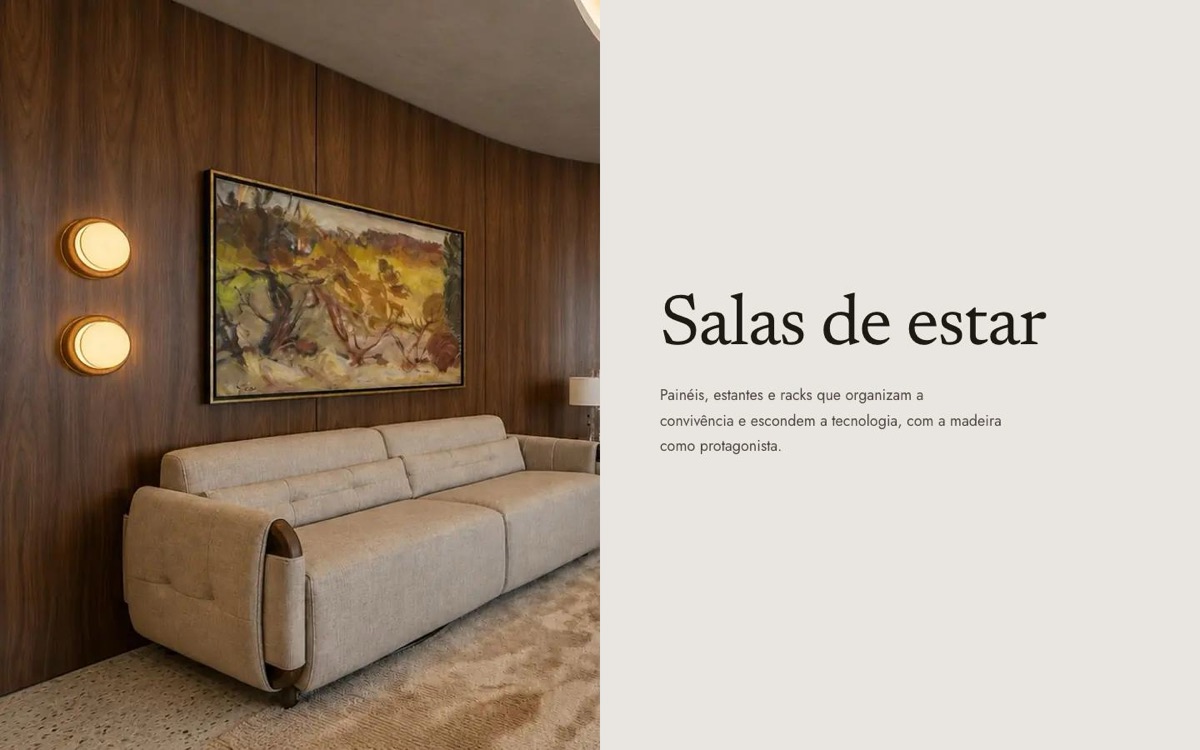 Salas de estar
Painéis, estantes e racks que organizam a
convivência e escondem a tecnologia, com a madeira
como protagonista.